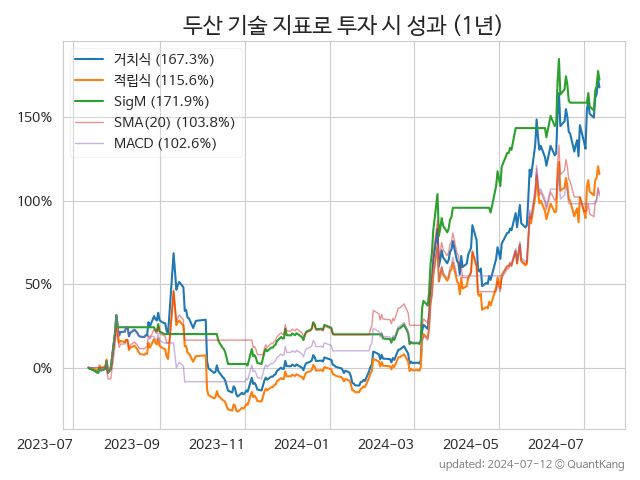 두산 기술 지표로 투자 시 성과 (1년)
거치식 (167.3%)
적립식 (115.6%)
SigM (171.9%)
SMA(20) (103.8%)
MACD (102.6%)
150%
100%
50%
0%
2023-07 2023-09 2023-11 2024-01 2024-03 2024-05 2024-07
updated: 2024-07-12 © QuantKang